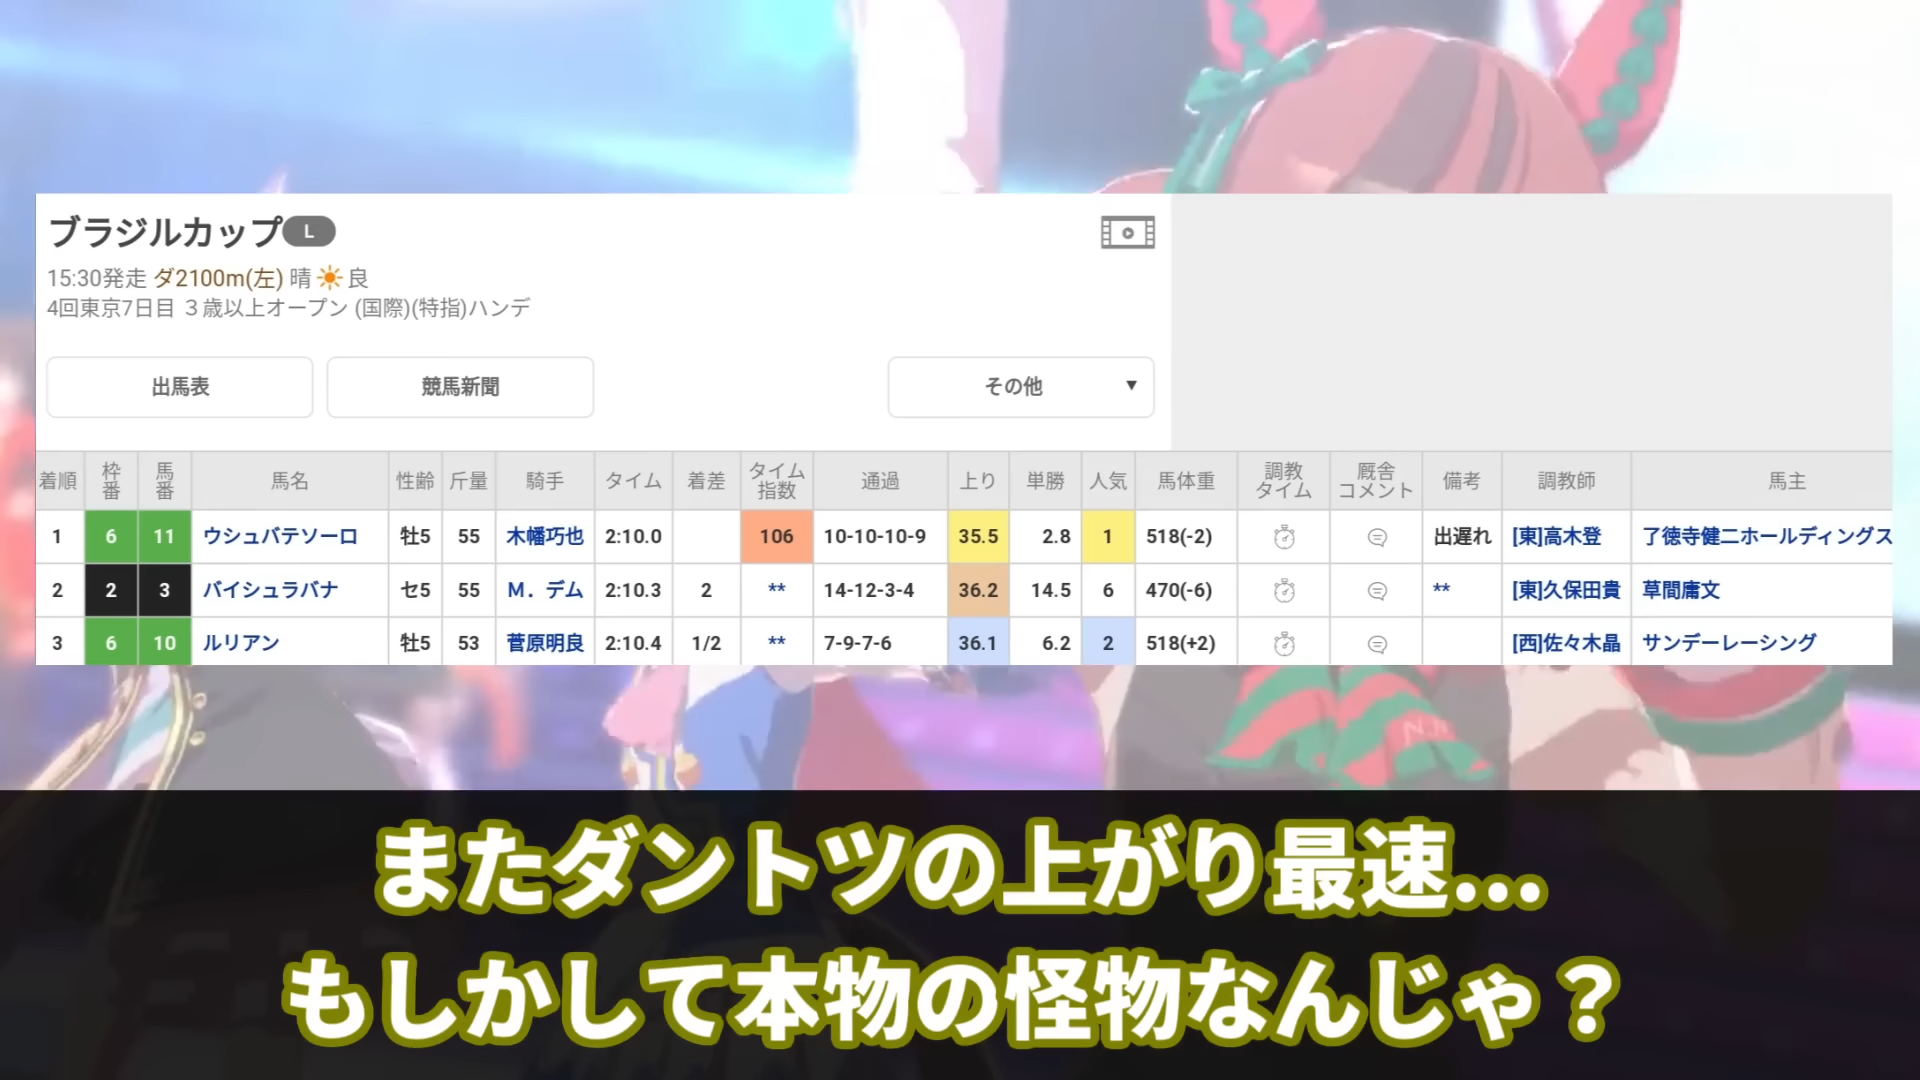 ブラジルカップ L
15:30発走 ダ2100m(左) 晴 良
4回東京7日目 3歳以上オープン (国際)(特指)ハンデ
出馬表 競馬新聞 その他 ▼
着順 枠番 馬番 馬名 性齢 斤量 騎手 タイム 着差 タイム指数 通過 上り 単勝 人気 馬体重 調教タイム 厩舎コメント 備考 調教師 馬主
1 6 11 ウシュバテソーロ 牡5 55 木幡巧也 2:10.0 106 10-10-10-9 35.5 2.8 1 518(-2) 出遅れ [東]高木登 了徳寺健二ホールディングス
2 2 3 バイシュラバナ セ5 55 M.デム 2:10.3 2 ** 14-12-3-4 36.2 14.5 6 470(-6) ** [東]久保田貴 草間庸文
3 6 10 ルリアン 牡5 53 菅原明良 2:10.4 1/2 ** 7-9-7-6 36.1 6.2 2 518(+2) [西]佐々木晶 サンデーレーシング
N.N
まただントツの上がり最速...
もしかして本物の怪物なんじゃ？